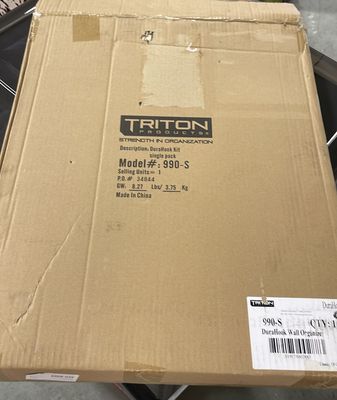 TRITON
PRODUCTS
STRENGTH IN ORGANIZATION
Description: DuraHook Kit
single pack
Model#: 990-S
Selling Units= 1
P.O.# 34844
GW: 8.27 Lbs/ 3.75 Kg
Made In China
TRITON
990-S QTY: 1
DuraHook Wall Organizer